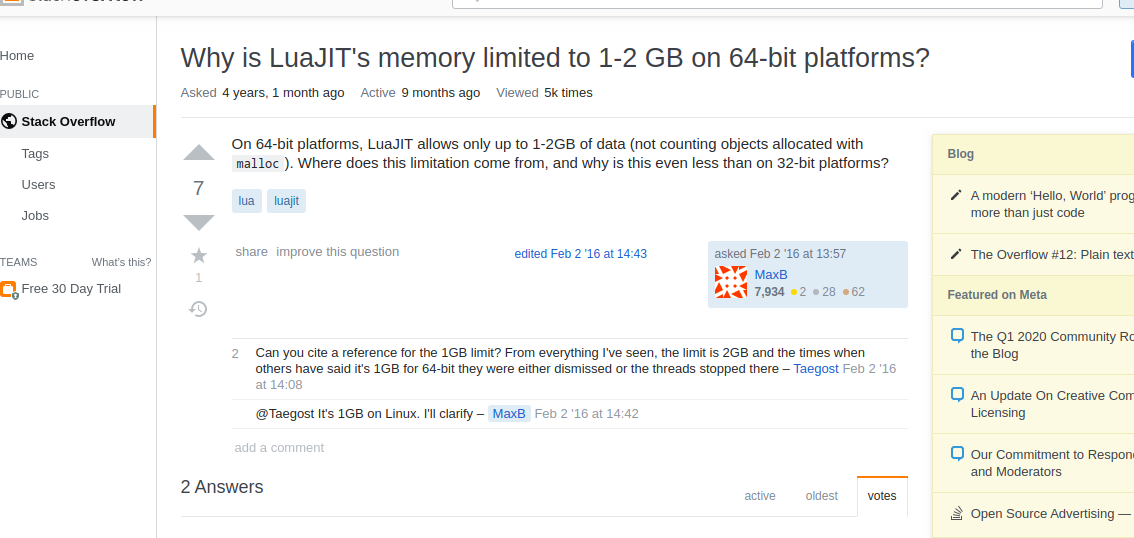 Home
PUBLIC
Stack Overflow
Tags
Users
Jobs
TEAMS What's this?
Free 30 Day Trial
Why is LuaJIT's memory limited to 1-2 GB on 64-bit platforms?
Asked 4 years, 1 month ago Active 9 months ago Viewed 5k times
7
On 64-bit platforms, LuaJIT allows only up to 1-2GB of data (not counting objects allocated with
malloc ). Where does this limitation come from, and why is this even less than on 32-bit platforms?
lua luajit
1
share improve this question
edited Feb 2 '16 at 14:43
asked Feb 2 '16 at 13:57
MaxB
7,934 2 28 62
2 Can you cite a reference for the 1GB limit? From everything I've seen, the limit is 2GB and the times when
others have said it's 1GB for 64-bit they were either dismissed or the threads stopped there – Taegost Feb 2 '16
at 14:08
@Taegost It's 1GB on Linux. I'll clarify – MaxB Feb 2 '16 at 14:42
add a comment
2 Answers
active oldest votes
Blog
A modern ‘Hello, World’ prog
more than just code
The Overflow #12: Plain text
Featured on Meta
The Q1 2020 Community Ro
the Blog
An Update On Creative Com
Licensing
Our Commitment to Respon
and Moderators
Open Source Advertising —